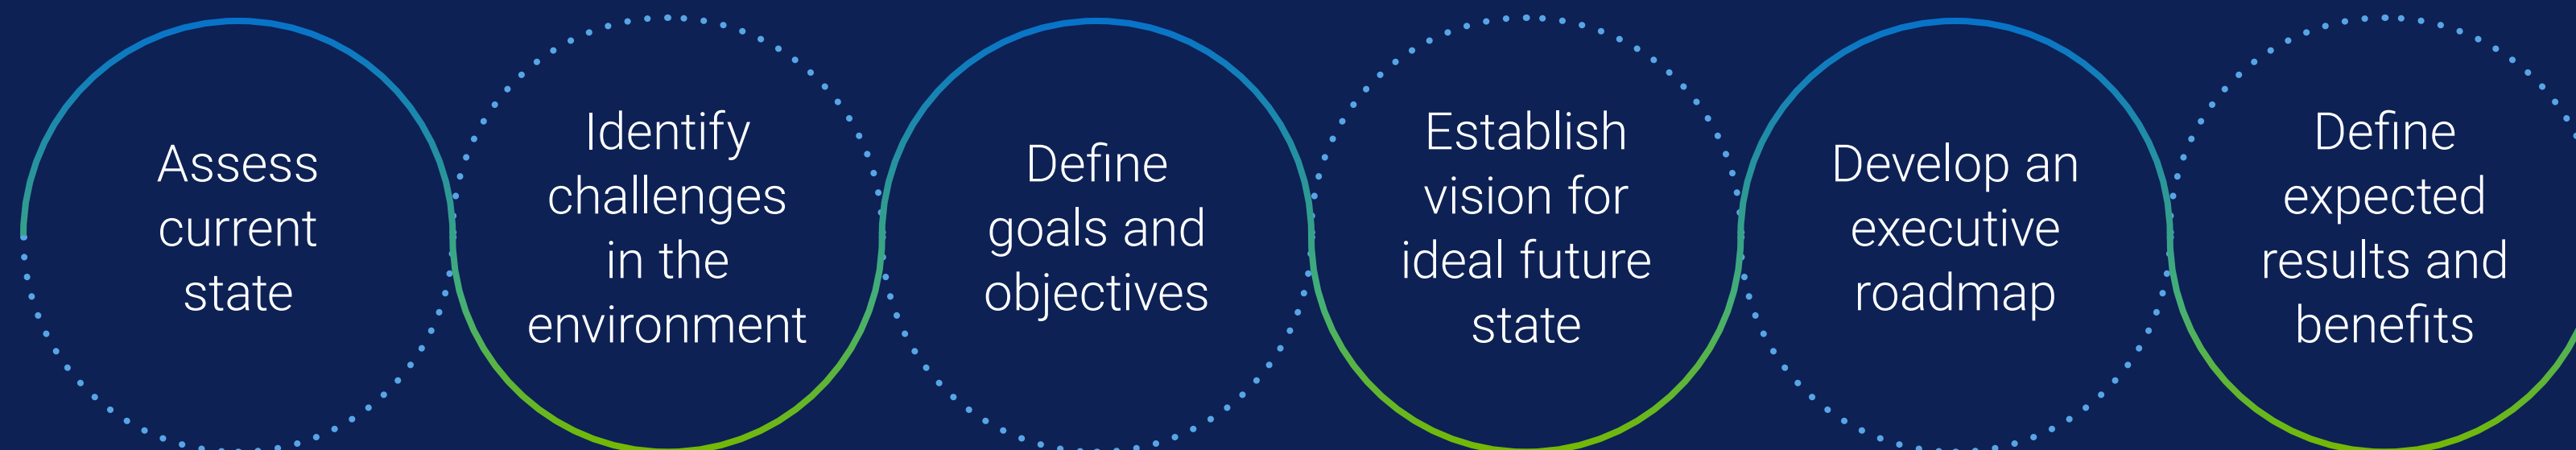 Assess
current
state
Identify
challenges
in the
environment
Define
goals and
objectives
Establish
vision for
ideal future
state
Develop an
executive
roadmap
Define
expected
results and
benefits